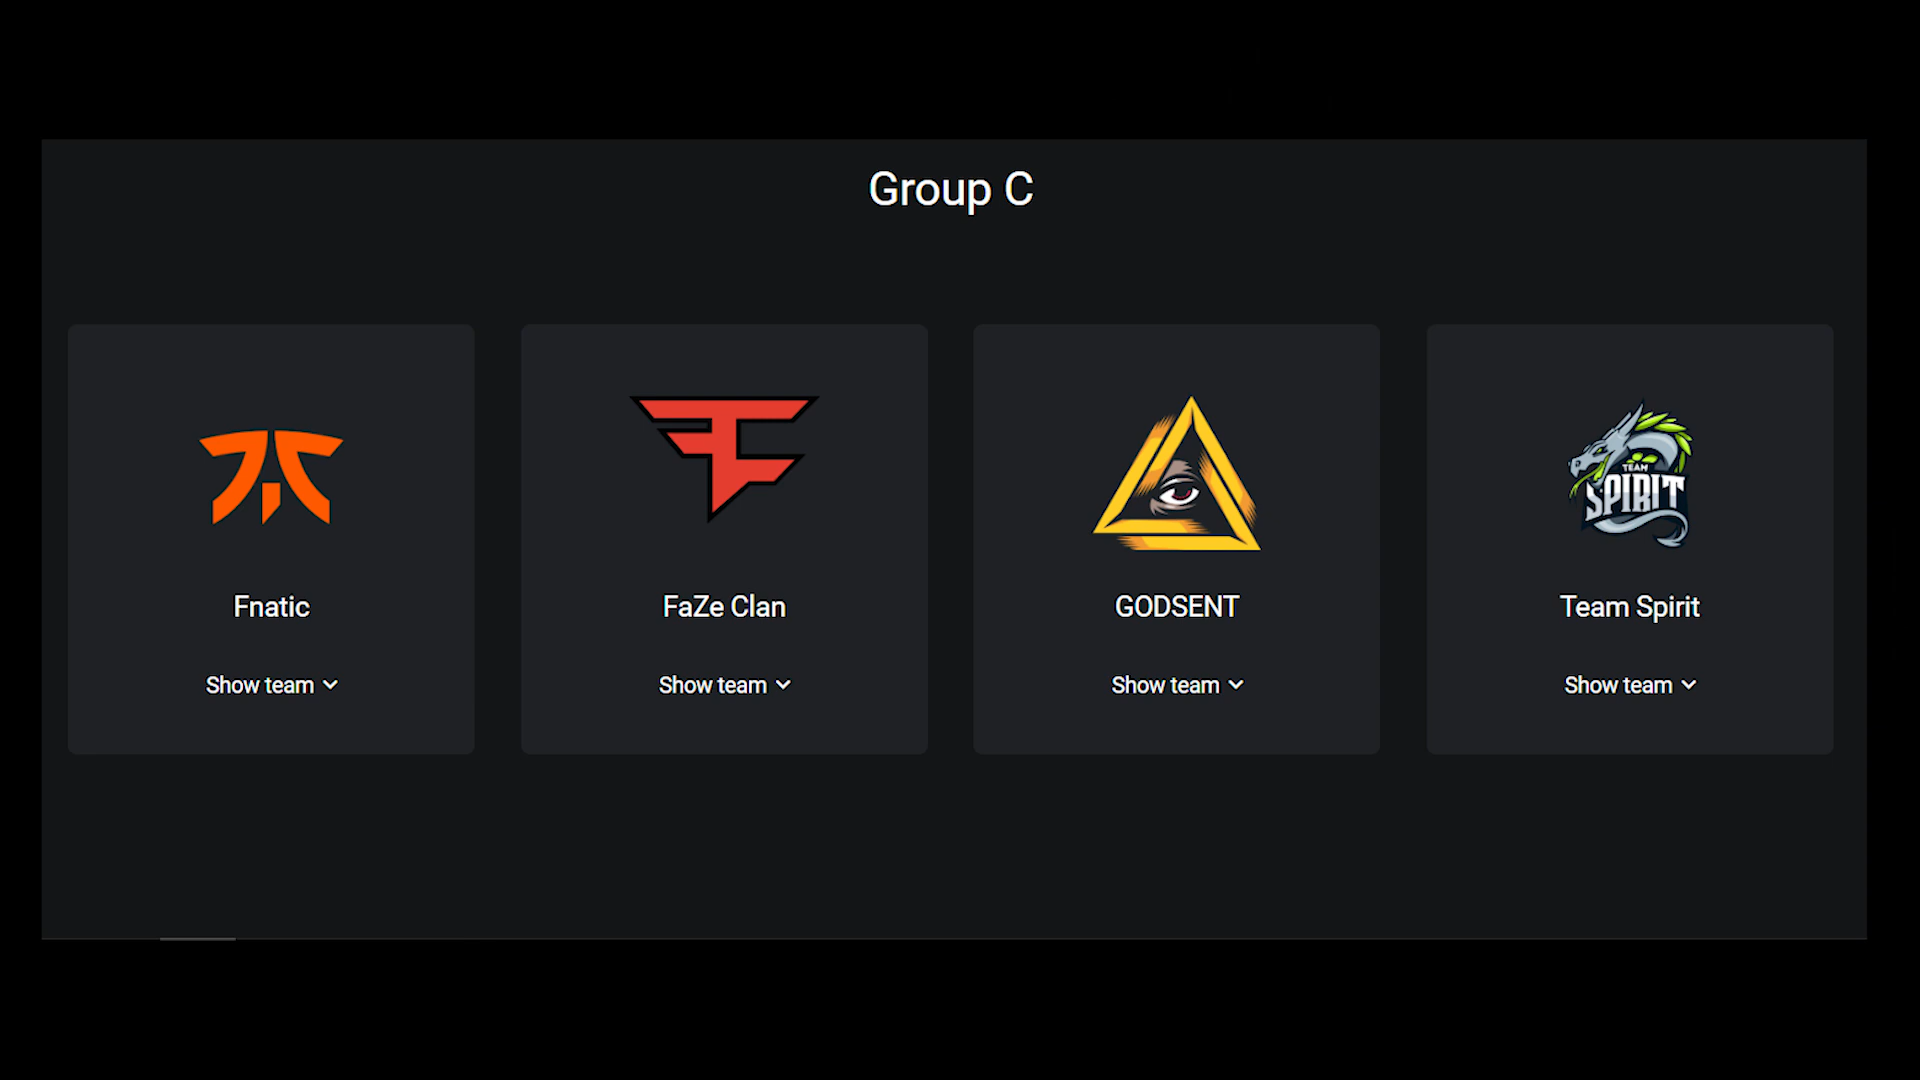 Group C
TEAM
SPIRIT
Fnatic
FaZe Clan
GODSENT
Team Spirit
Show team
Show team
Show team
Show team